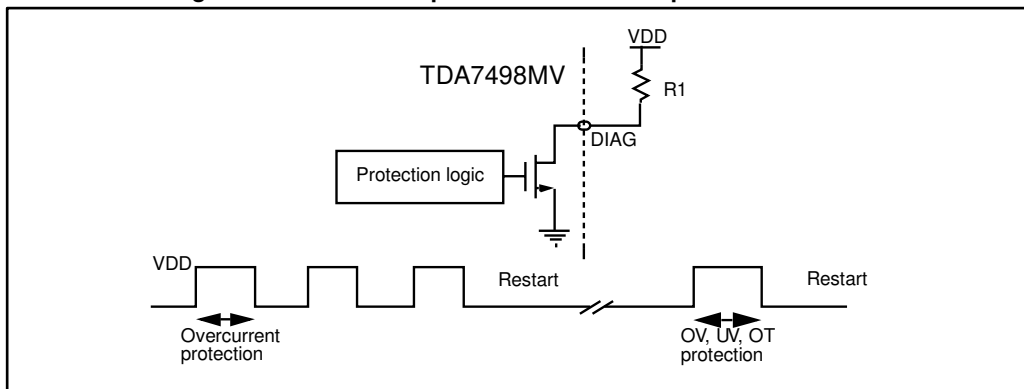 VDD
TDA7498MV
R1
DIAG
Protection logic
VDD
Restart
Restart
Overcurrent
protection
OV, UV, OT
protection